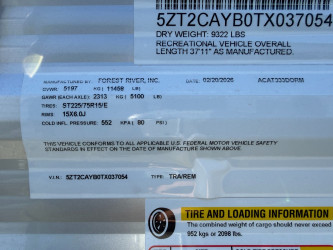 5ZT2CAYB0TX037054
DRY WEIGHT: 9322 LBS
RECREATIONAL VEHICLE OVERALL
LENGTH 37'11" AS MANUFACTURED.
MANUFACTURED BY FOREST RIVER, INC. DATE: 02/20/2025 ACAT3330ORM
GVWR: 5197 KG ( 11459 LB)
GAWR (EACH AXLE): 2313 KG ( 5100 LB)
TIRES: ST225/75R15/E
RIMS: 15X6.0J
COLD INFL. PRESSURE: 552 KPA ( 80 PSI)
THIS VEHICLE CONFORMS TO ALL APPLICABLE U.S. FEDERAL MOTOR VEHICLE SAFETY
STANDARDS IN EFFECT ON THE DATE OF MANUFACTURE SHOWN ABOVE
V.I.N.: 5ZT2CAYB0TX037054 TYPE: TRA/REM
TIRE AND LOADING INFORMATION
The combined weight of cargo should never exceed
952 kgs or 2098 lbs.